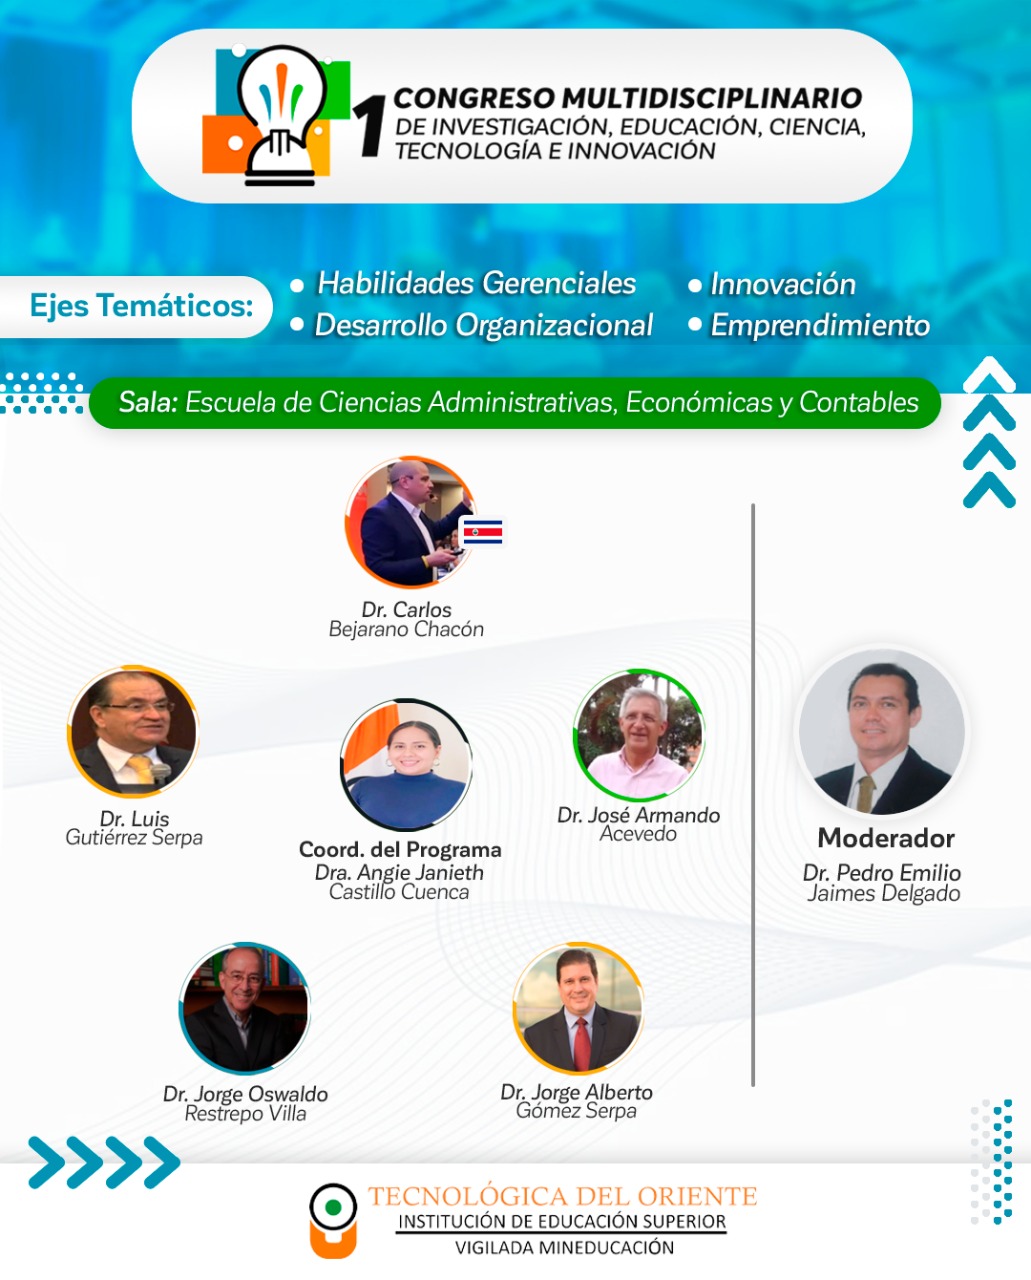 1 CONGRESO MULTIDISCIPLINARIO
DE INVESTIGACIÓN, EDUCACIÓN, CIENCIA,
TECNOLOGÍA E INNOVACIÓN
Ejes Temáticos:
• Habilidades Gerenciales
• Desarrollo Organizacional
• Innovación
• Emprendimiento
Sala: Escuela de Ciencias Administrativas, Económicas y Contables
Dr. Carlos
Bejarano Chacón
Dr. Luis
Gutiérrez Serpa
Coord. del Programa
Dra. Angie Janieth
Castillo Cuenca
Dr. José Armando
Acevedo
Moderador
Dr. Pedro Emilio
Jaimes Delgado
Dr. Jorge Oswaldo
Restrepo Villa
Dr. Jorge Alberto
Gómez Serpa
TECNOLÓGICA DEL ORIENTE
INSTITUCIÓN DE EDUCACIÓN SUPERIOR
VIGILADA MINEDUCACIÓN